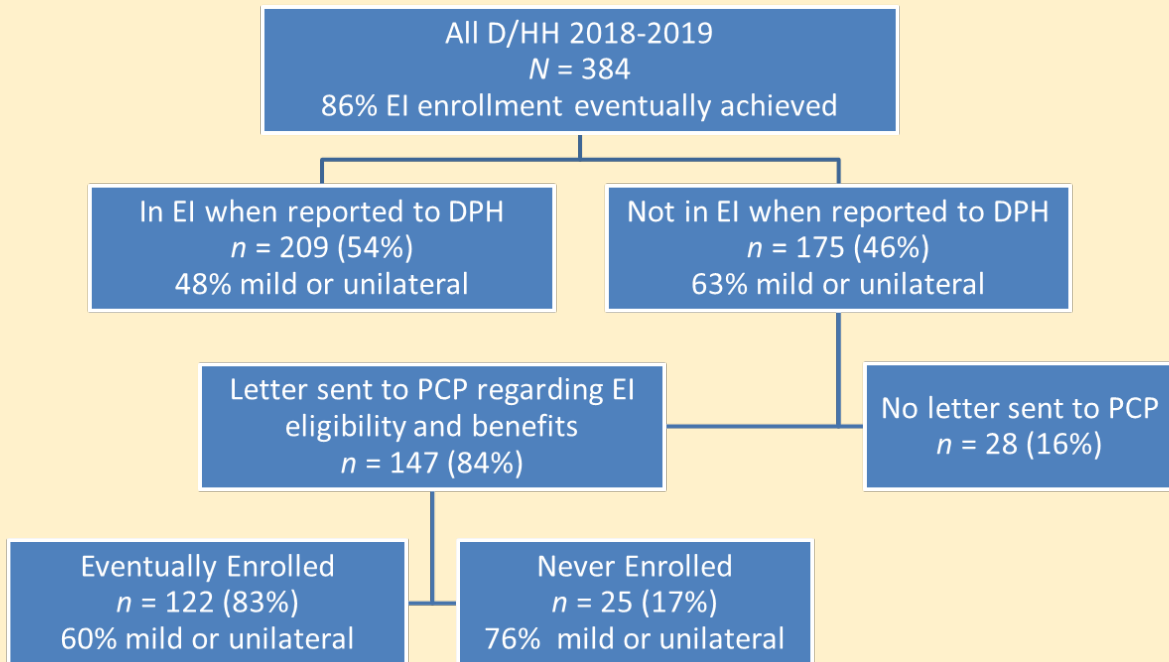 All D/HH 2018-2019
N = 384
86% EI enrollment eventually achieved
In EI when reported to DPH
n = 209 (54%)
48% mild or unilateral
Not in EI when reported to DPH
n = 175 (46%)
63% mild or unilateral
Letter sent to PCP regarding EI
eligibility and benefits
n = 147 (84%)
No letter sent to PCP
n = 28 (16%)
Eventually Enrolled
n = 122 (83%)
60% mild or unilateral
Never Enrolled
n = 25 (17%)
76% mild or unilateral